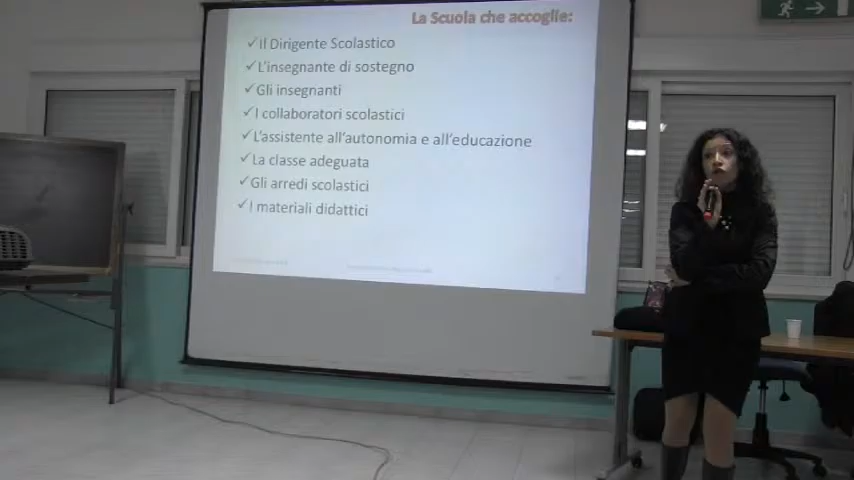 La Scuola che accoglie:
✓Il Dirigente Scolastico
✓L'insegnante di sostegno
✓Gli insegnanti
✓I collaboratori scolastici
✓L'assistente all'autonomia e all'educazione
✓La classe adeguata
✓Gli arredi scolastici
✓I materiali didattici